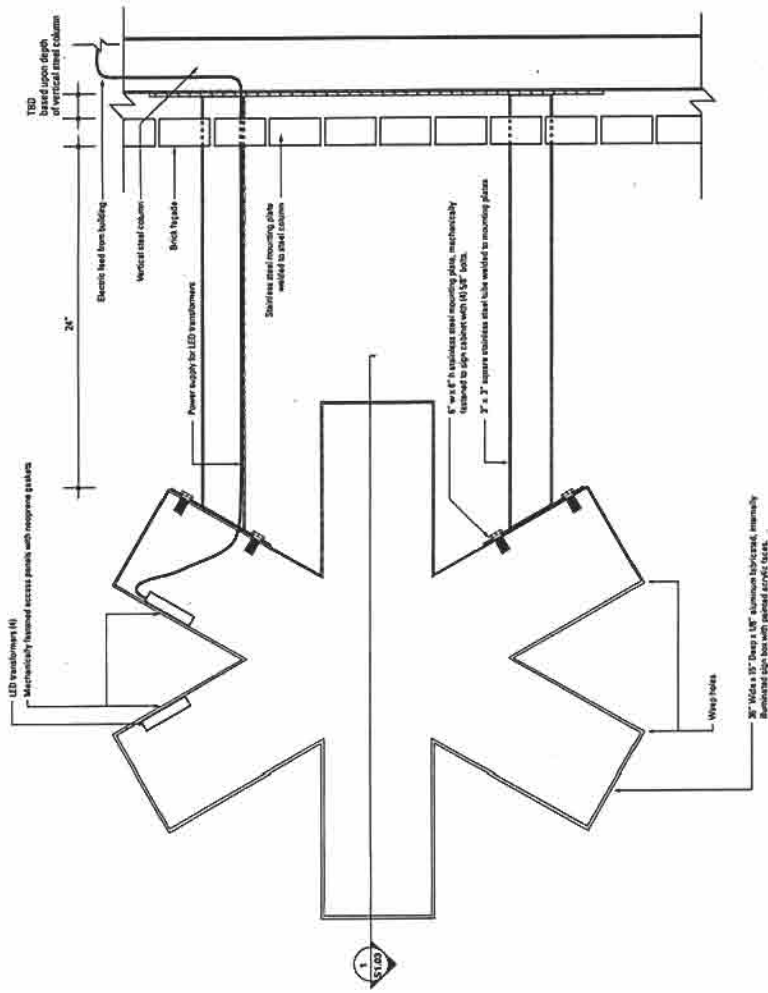 TBD
based upon depth
of vertical steel column
24"
Electric feed from building
Vertical steel column
Brick façade
Stainless steel mounting plate
welded to steel column
Power supply for LED transformers
6" w x 6" h stainless steel mounting plate, mechanically
fastened to sign cabinet with (4) 5/8" bolts.
3" x 3" square stainless steel tube welded to mounting plates
LED transformers (4)
Mechanically fastened access panels with neoprene gaskets
Weep holes
36" Wide x 15" Deep x 1/8" aluminum fabricated, internally
illuminated sign box with painted acrylic faces.
1
S1.03